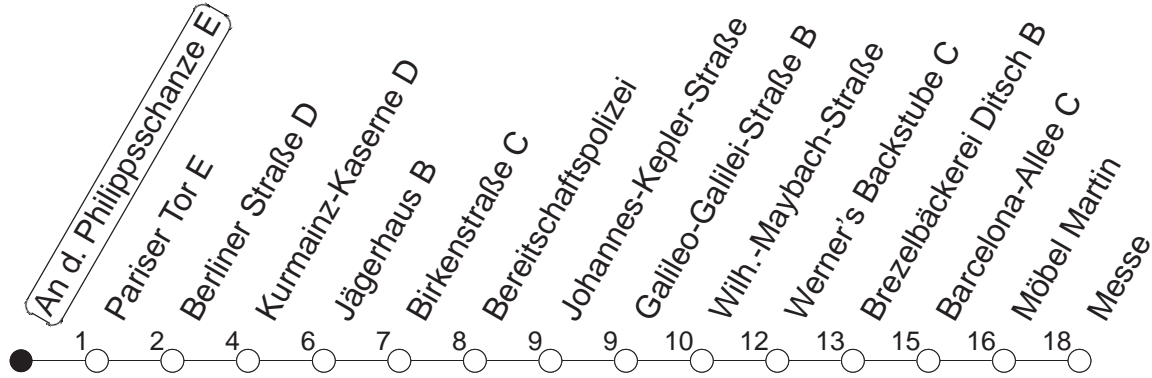 An d. Philippsschanze E
Pariser Tor E
Berliner Straße D
Kurmainz-Kaserne D
Jägerhaus B
Birkenstraße C
Bereitschaftspolizei
Johannes-Kepler-Straße
Galileo-Galilei-Straße B
Wilh.-Maybach-Straße
Werner's Backstube C
Brezelbäckerei Ditsch B
Barcelona-Allee C
Möbel Martin
Messe
1 2 4 6 7 8 9 9 10 12 13 15 16 18